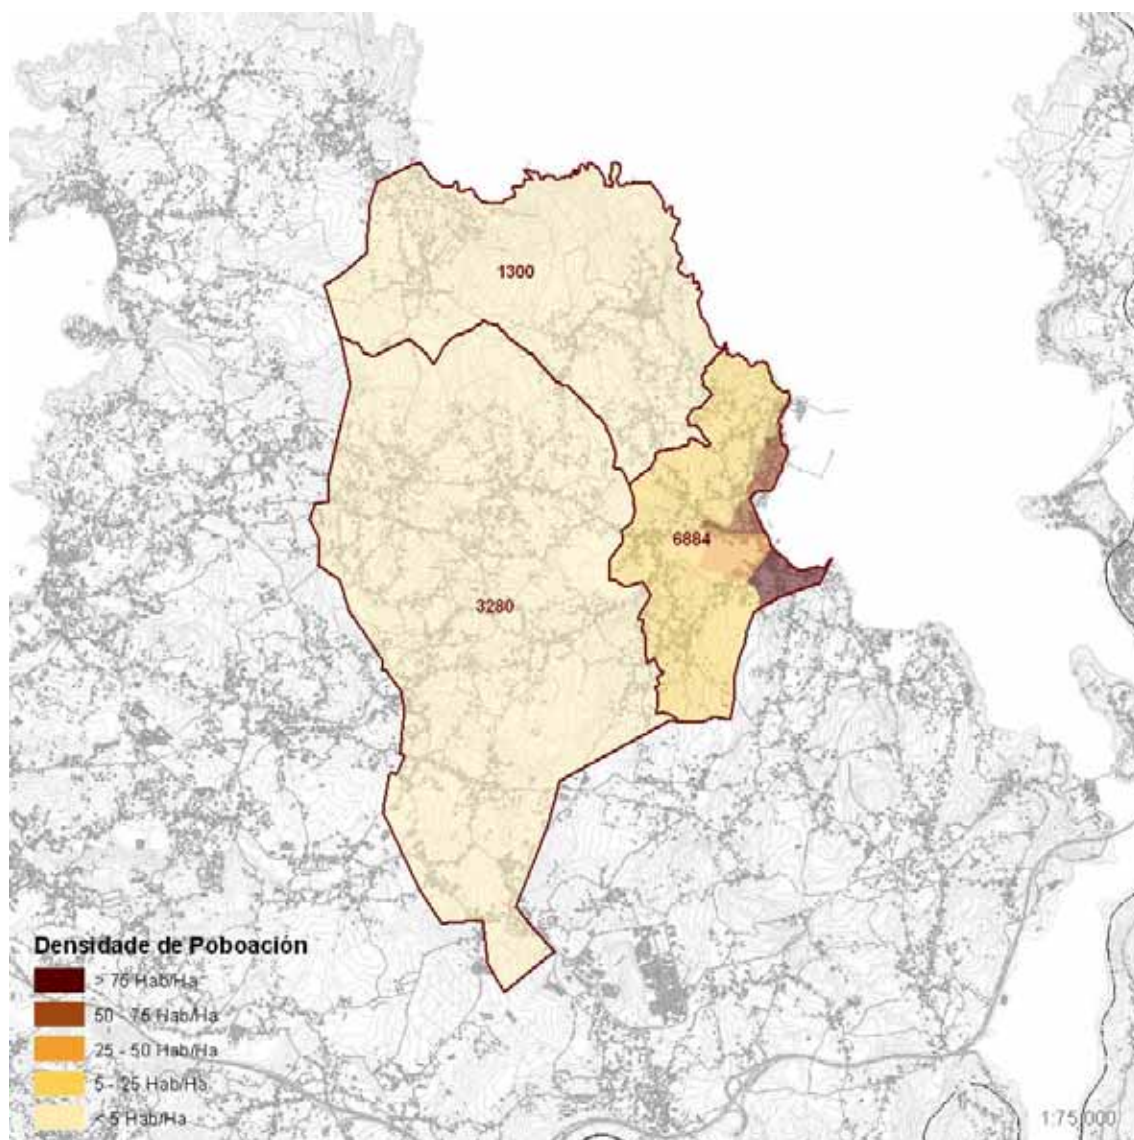 1300
6884
3280
Densidade de Poboación
> 75 Hab/Ha
50 - 75 Hab/Ha
25 - 50 Hab/Ha
5 - 25 Hab/Ha
< 5 Hab/Ha
1:75.000